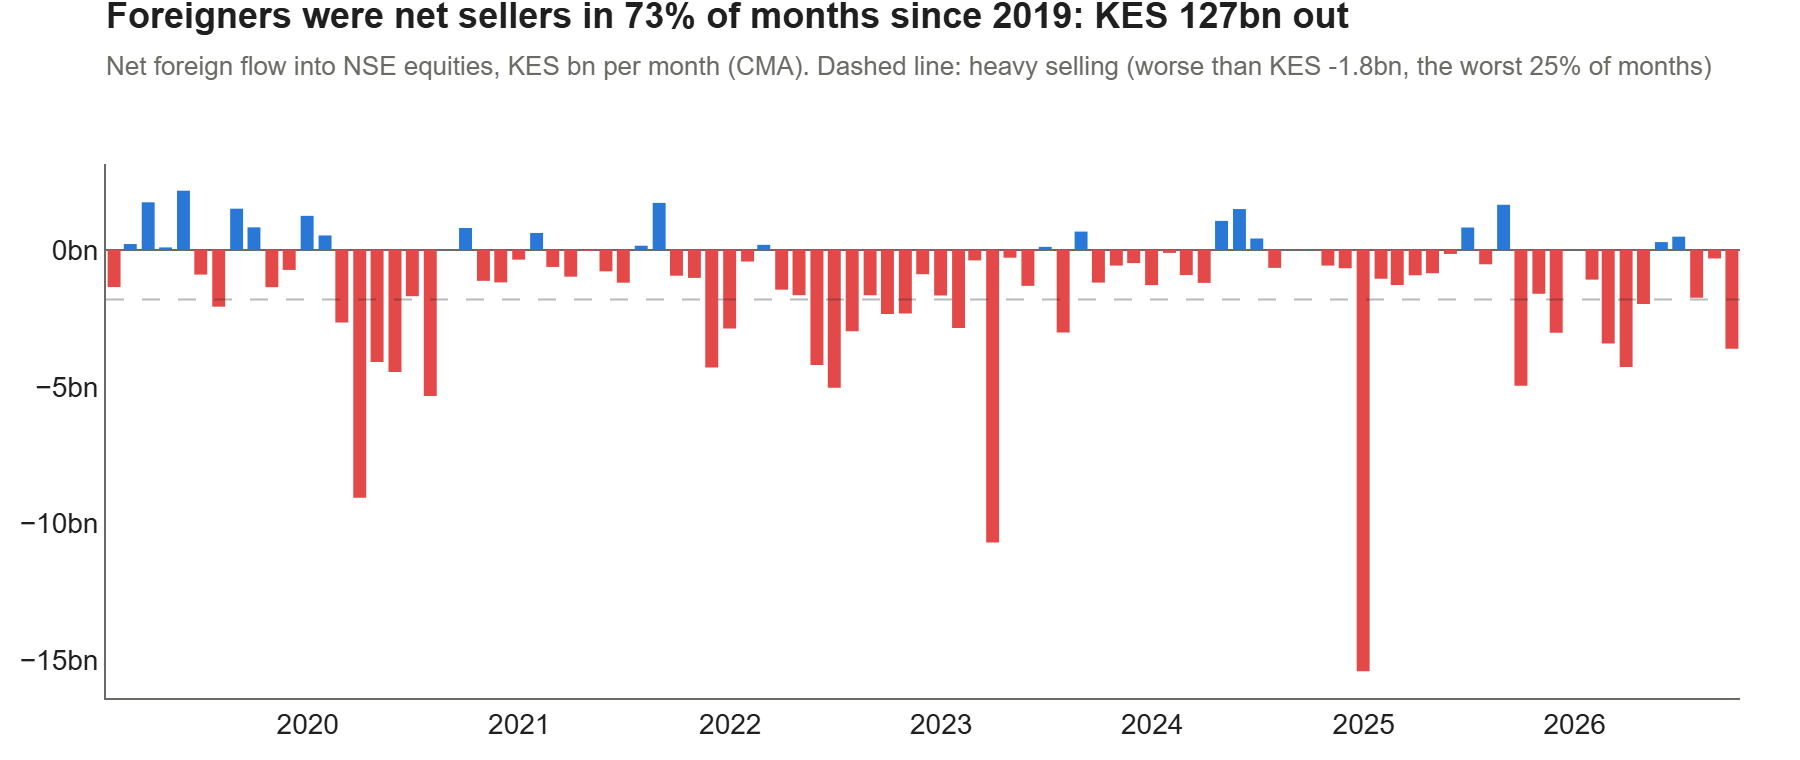 Foreigners were net sellers in 73% of months since 2019: KES 127bn out
Net foreign flow into NSE equities, KES bn per month (CMA). Dashed line: heavy selling (worse than KES -1.8bn, the worst 25% of months)
0bn
−5bn
−10bn
−15bn
2020 2021 2022 2023 2024 2025 2026